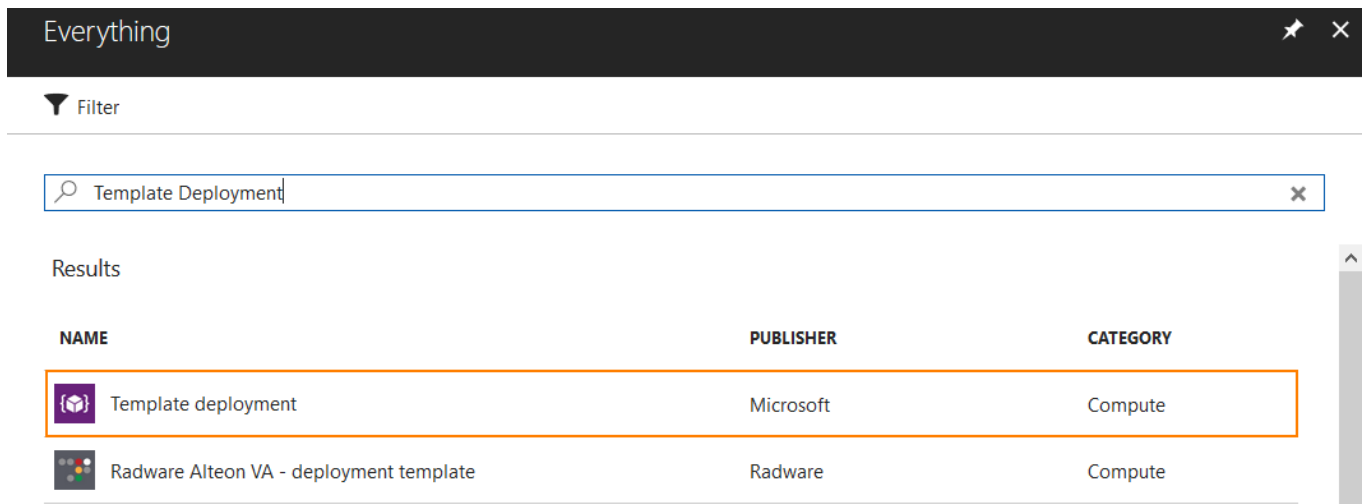 Everything
Filter
Template Deployment
Results
NAME PUBLISHER CATEGORY
Template deployment Microsoft Compute
Radware Alteon VA - deployment template Radware Compute